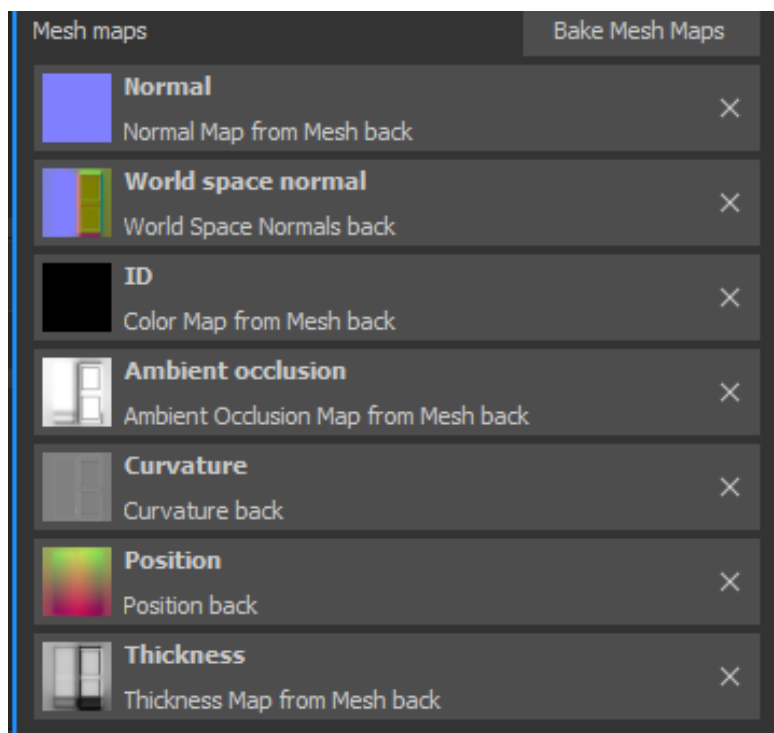 Mesh maps
Bake Mesh Maps
Normal
Normal Map from Mesh back
World space normal
World Space Normals back
ID
Color Map from Mesh back
Ambient occlusion
Ambient Occlusion Map from Mesh back
Curvature
Curvature back
Position
Position back
Thickness
Thickness Map from Mesh back